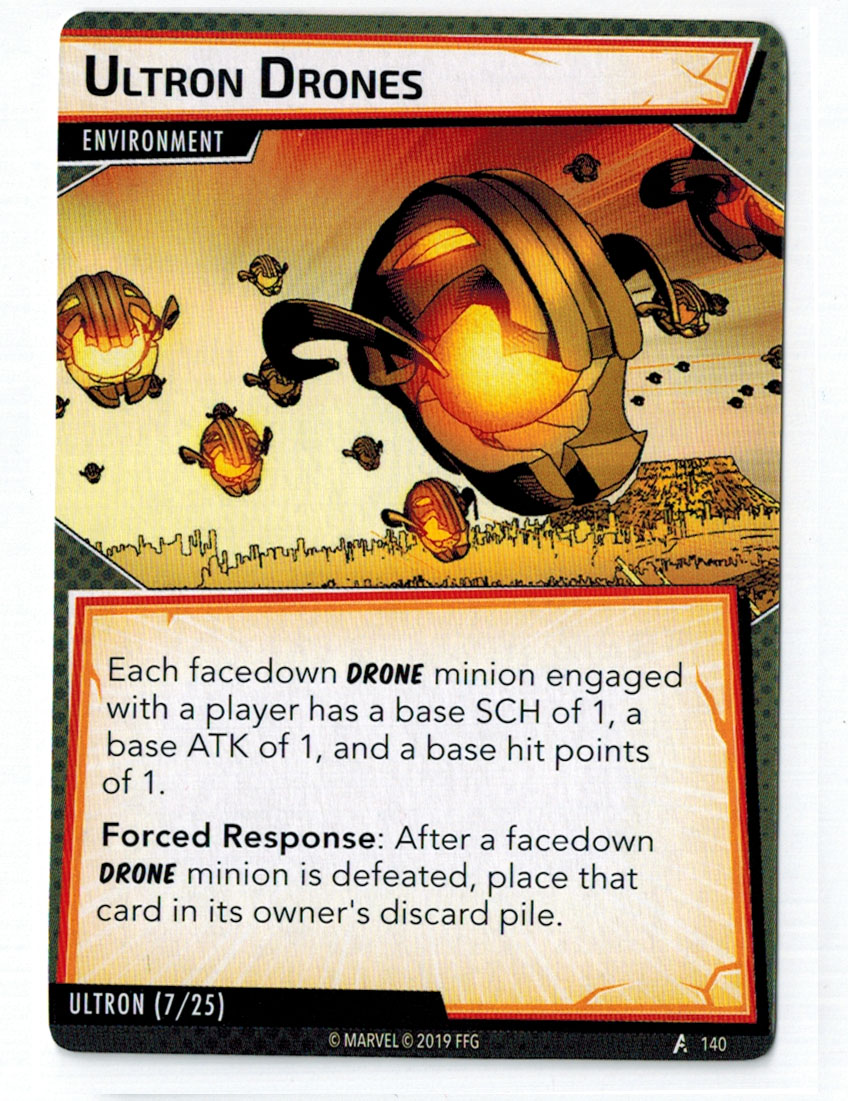 ULTRON DRONES
ENVIRONMENT
Each facedown DRONE minion engaged
with a player has a base SCH of 1, a
base ATK of 1, and a base hit points
of 1.
Forced Response: After a facedown
DRONE minion is defeated, place that
card in its owner's discard pile.
ULTRON (7/25)
© MARVEL © 2019 FFG
140